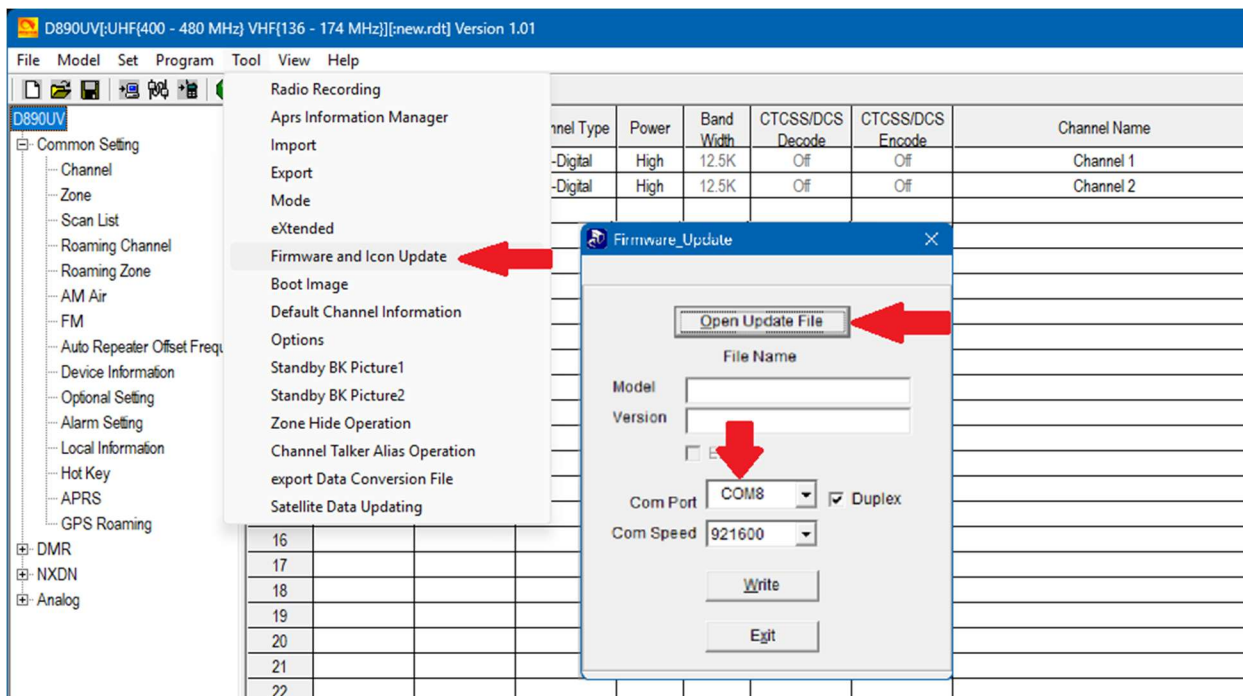 D890UV[:UHF{400 - 480 MHz} VHF{136 - 174 MHz}][:new.rdt] Version 1.01
File Model Set Program Tool View Help
D890UV
Common Setting
Channel
Zone
Scan List
Roaming Channel
Roaming Zone
AM Air
FM
Auto Repeater Offset Frequ
Device Information
Optional Setting
Alarm Setting
Local Information
Hot Key
APRS
GPS Roaming
DMR
NXDN
Analog
Radio Recording
Aprs Information Manager
Import
Export
Mode
eXtended
Firmware and Icon Update
Boot Image
Default Channel Information
Options
Standby BK Picture1
Standby BK Picture2
Zone Hide Operation
Channel Talker Alias Operation
export Data Conversion File
Satellite Data Updating
nnel Type Power Band Width CTCSS/DCS Decode CTCSS/DCS Encode Channel Name
-Digital High 12.5K Off Off Channel 1
-Digital High 12.5K Off Off Channel 2
16
17
18
19
20
21
22
Firmware_Update
Open Update File
File Name
Model
Version
Com Port COM8 Duplex
Com Speed 921600
Write
Exit